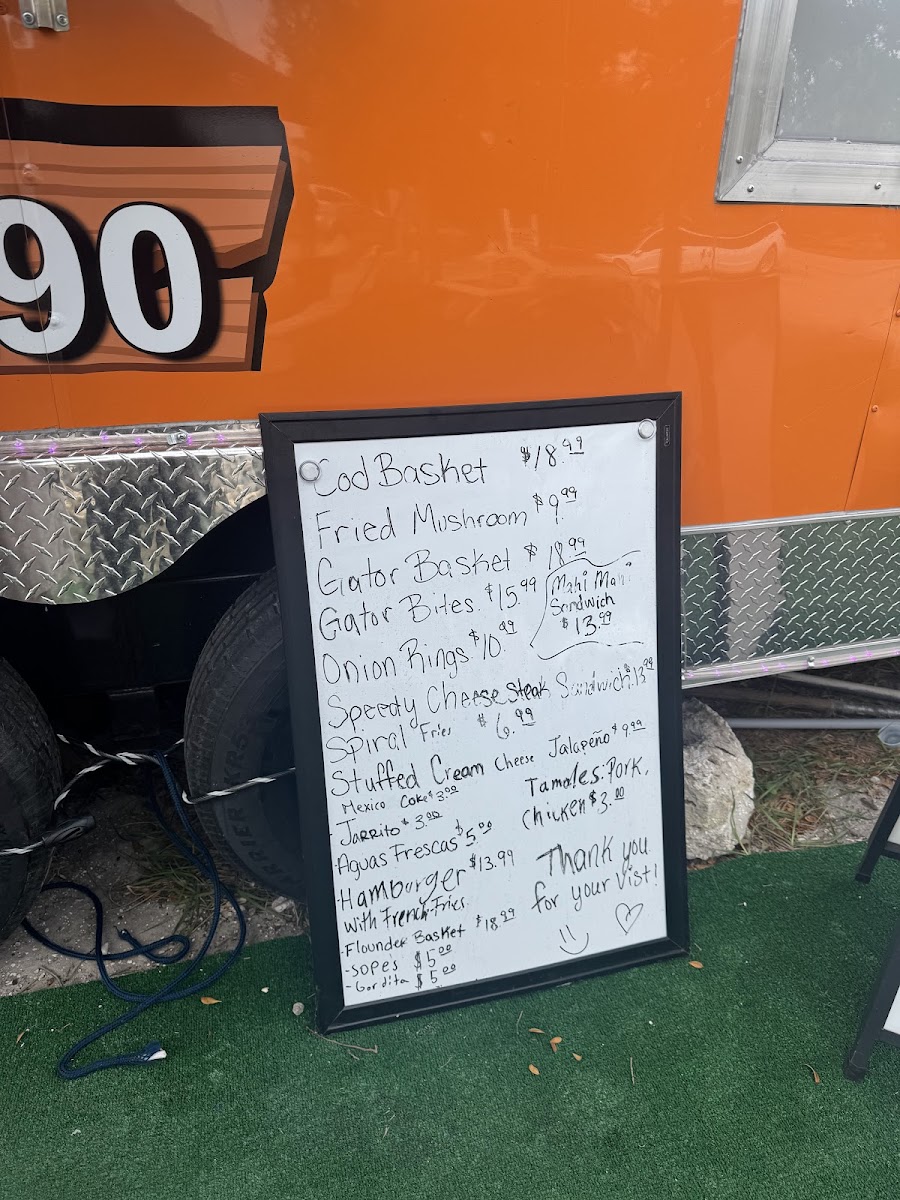 90
Cod Basket $18.99
Fried Mushroom $9.99
Gator Basket $18.99
Gator Bites $15.99
Mahi Mahi
Sandwich
$13.99
Onion Rings $10.99
Speedy Cheese Steak Sandwich $13.99
Spiral Fries $6.99
Stuffed Cream Cheese Jalapeño $9.99
Mexico Coke $3.00
Tamales: Pork,
Chicken $3.00
-Jarrito $3.00
-Aguas Frescas $5.00
-Hamburger $13.99
with French Fries
-Flounder Basket $18.99
-Sope's $5.00
-Gordita $5.00
Thank you
for your Vist!